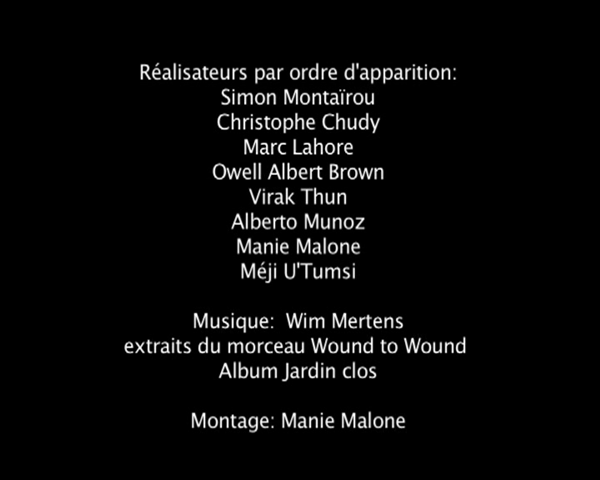 Réalisateurs par ordre d'apparition:
Simon Montaïrou
Christophe Chudy
Marc Lahore
Owell Albert Brown
Virak Thun
Alberto Munoz
Manie Malone
Méji U'Tumsi
Musique:  Wim Mertens
extraits du morceau Wound to Wound
Album Jardin clos
Montage: Manie Malone